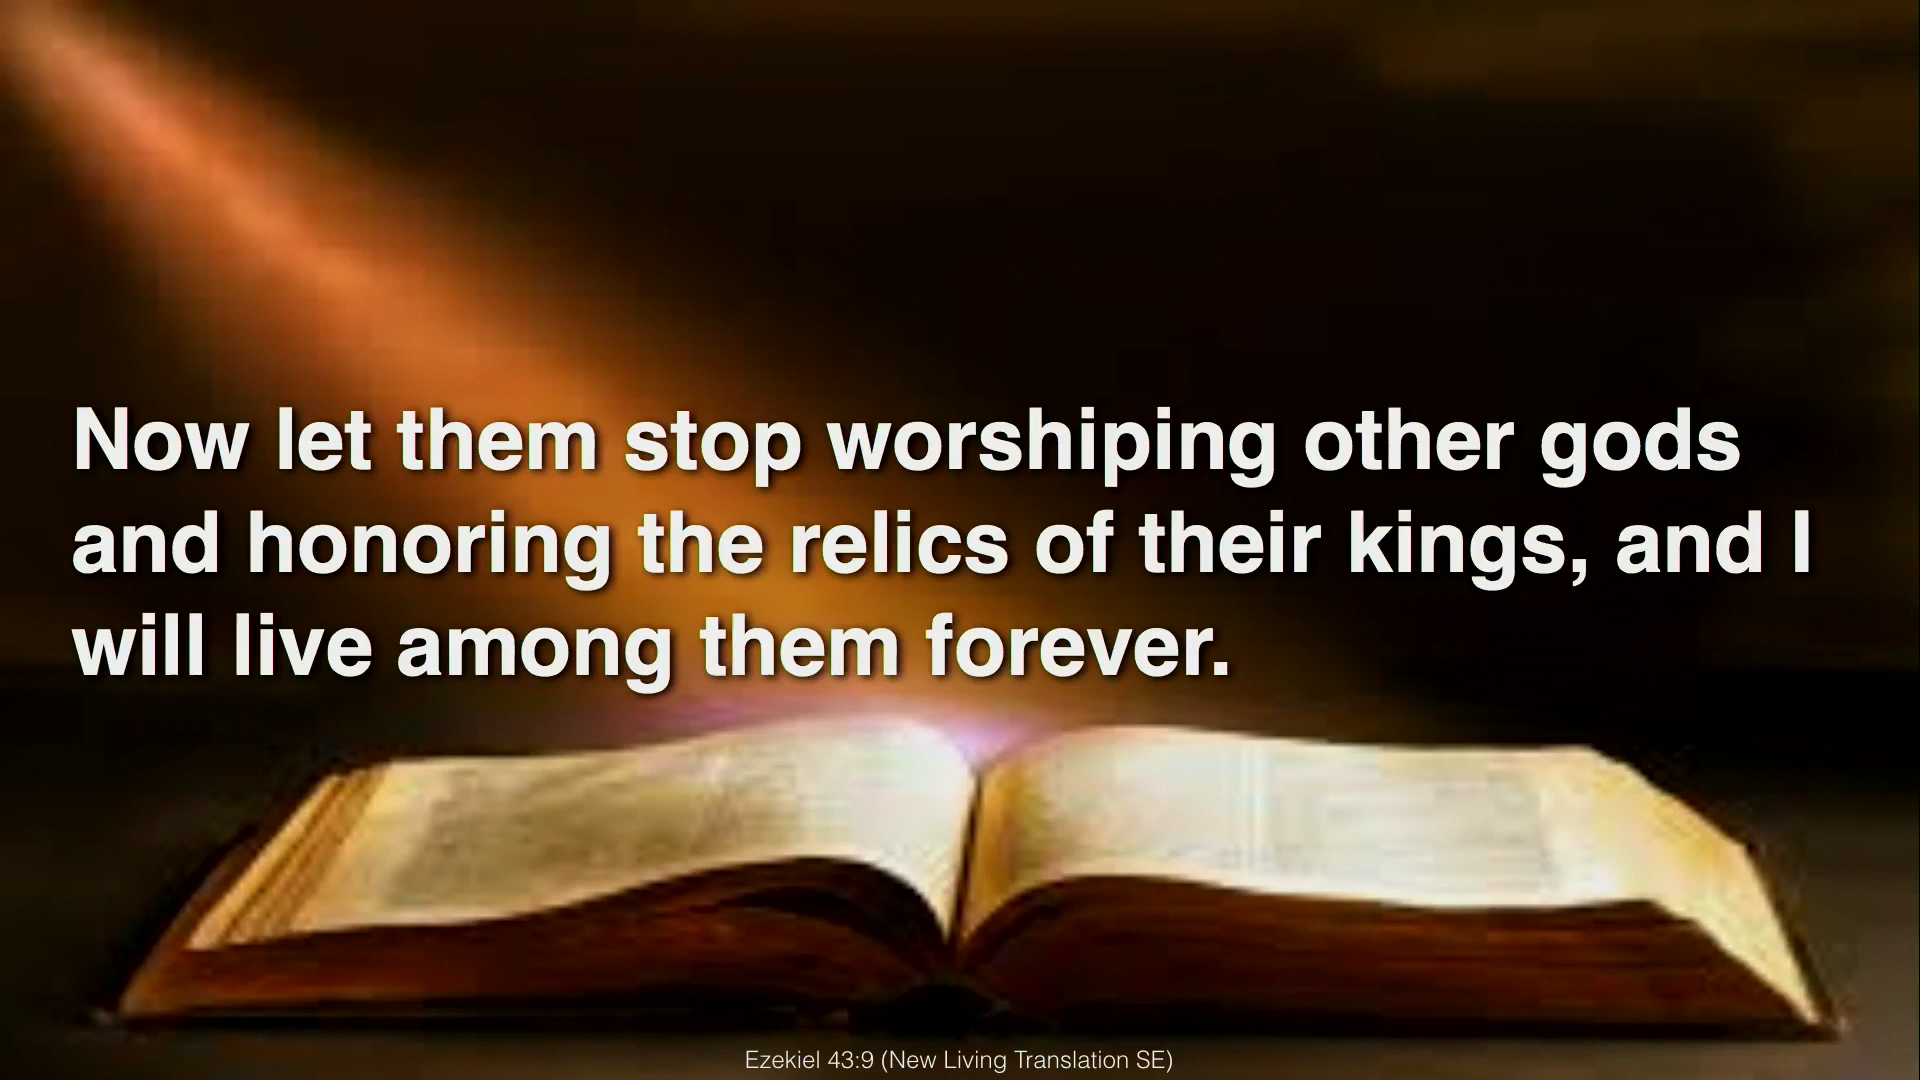 Now let them stop worshiping other gods
and honoring the relics of their kings, and I
will live among them forever.
Ezekiel 43:9 (New Living Translation SE)